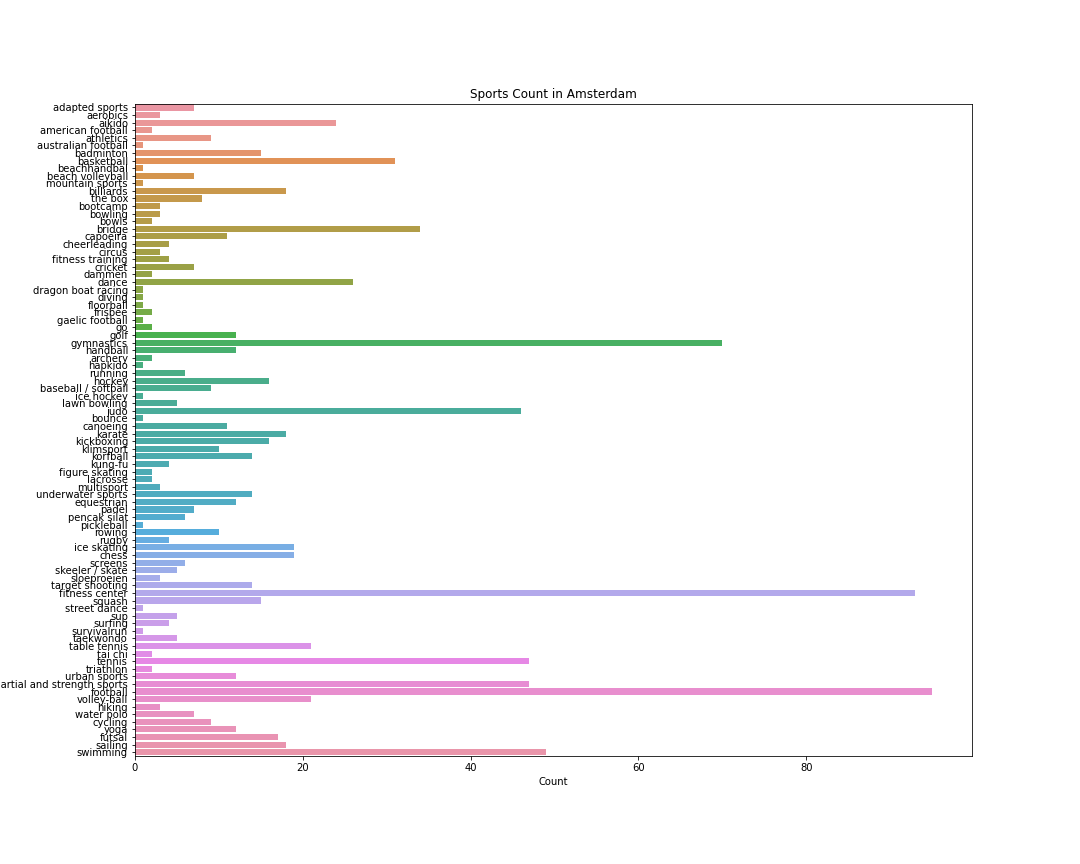 Sports Count in Amsterdam
adapted sports
aerobics
aikido
american football
athletics
australian football
badminton
basketball
beachhandbal
beach volleyball
mountain sports
billiards
the box
bootcamp
bowling
bowls
bridge
capoeira
cheerleading
circus
fitness training
cricket
dammen
dance
dragon boat racing
diving
floorball
frisbee
gaelic football
go
golf
gymnastics
handball
archery
hapkido
running
hockey
baseball / softball
ice hockey
lawn bowling
judo
bounce
canoeing
karate
kickboxing
klimsport
korfball
kung-fu
figure skating
lacrosse
multisport
underwater sports
equestrian
padel
pencak silat
pickleball
rowing
rugby
ice skating
chess
screens
skeeler / skate
sloeproeien
target shooting
fitness center
squash
street dance
sup
surfing
survivalrun
taekwondo
table tennis
tai chi
tennis
triathlon
urban sports
artial and strength sports
football
volley-ball
hiking
water polo
cycling
yoga
futsal
sailing
swimming
0 20 40 60 80
Count